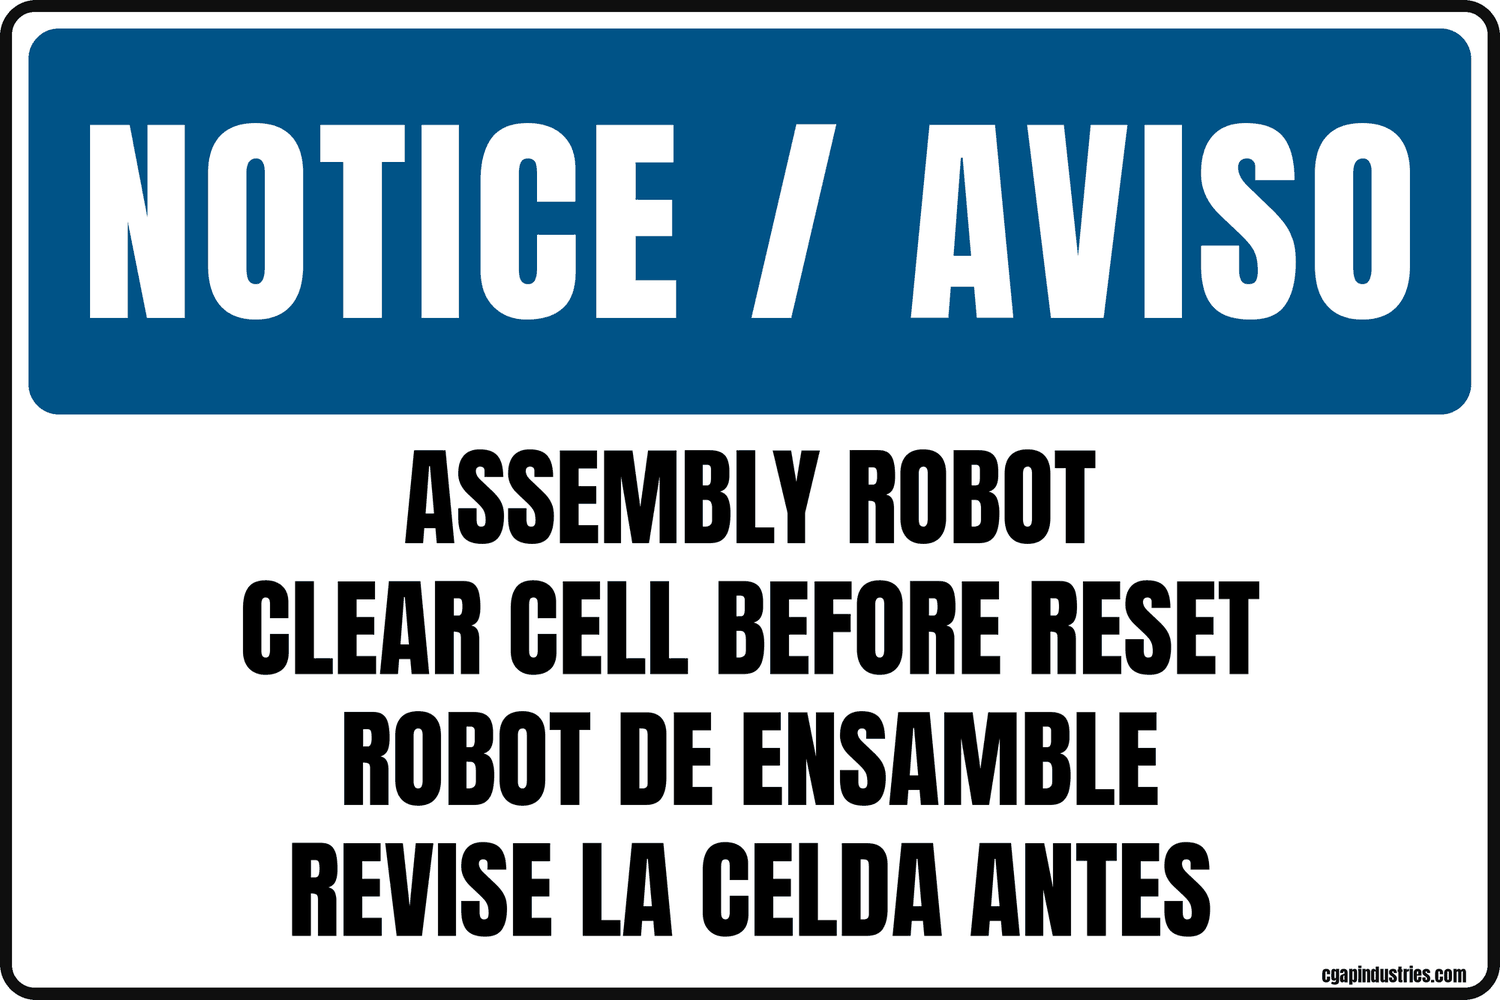 NOTICE / AVISO
ASSEMBLY ROBOT
CLEAR CELL BEFORE RESET
ROBOT DE ENSAMBLE
REVISE LA CELDA ANTES
cgapindustries.com